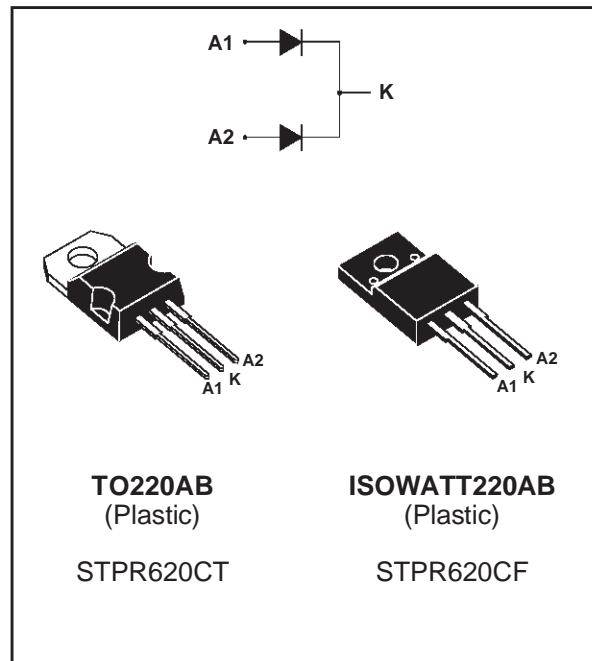 A1
K
A2
A2
K
A1
A2
K
A1
TO220AB
(Plastic)
STPR620CT
ISOWATT220AB
(Plastic)
STPR620CF